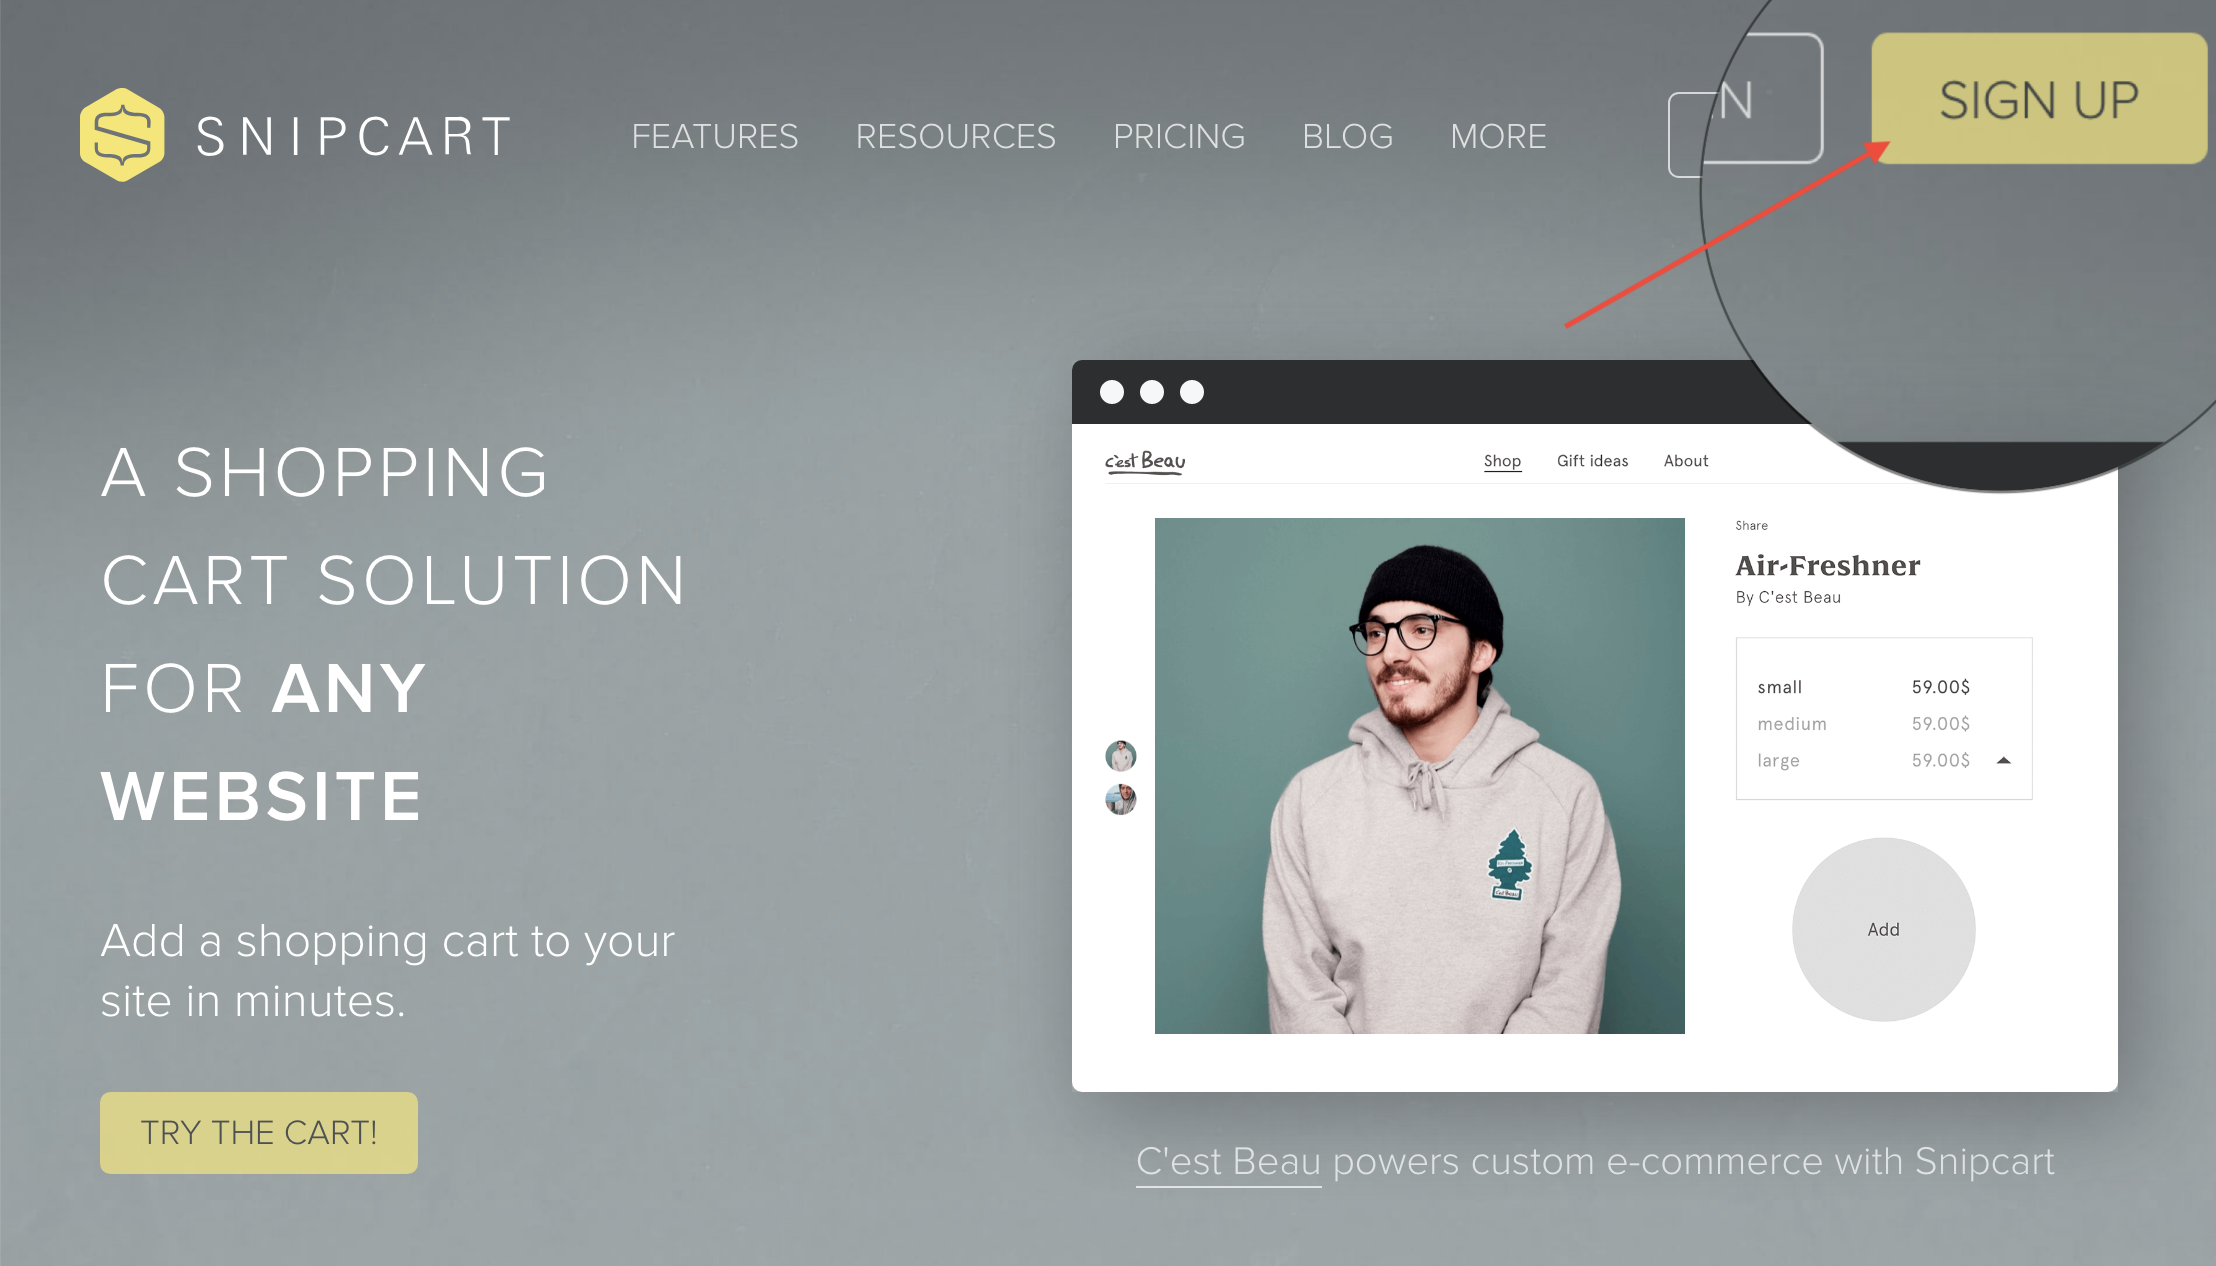 SNIPCART
FEATURES RESOURCES PRICING BLOG MORE
N
SIGN UP
A SHOPPING
CART SOLUTION
FOR ANY
WEBSITE
Add a shopping cart to your
site in minutes.
TRY THE CART!
c'est Beau
Shop Gift ideas About
Share
Air-Freshner
By C'est Beau
small 59.00$
medium 59.00$
large 59.00$
Add
C'est Beau powers custom e-commerce with Snipcart